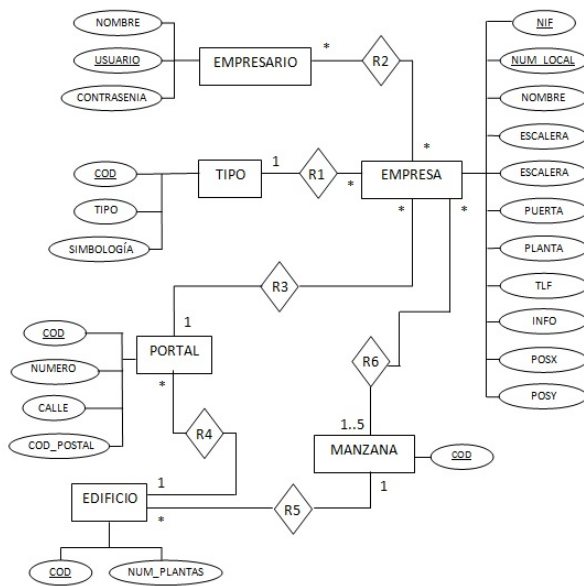 NOMBRE
USUARIO
CONTRASENIA
EMPRESARIO
*
R2
*
NIF
NUM_LOCAL
NOMBRE
ESCALERA
ESCALERA
PUERTA
PLANTA
TLF
INFO
POSX
POSY
COD
TIPO
SIMBOLOGÍA
TIPO
1
R1
*
EMPRESA
*
*
R3
1
COD
NUMERO
CALLE
COD_POSTAL
PORTAL
*
R4
1
R6
1..5
MANZANA
1
COD
EDIFICIO
*
R5
COD
NUM_PLANTAS